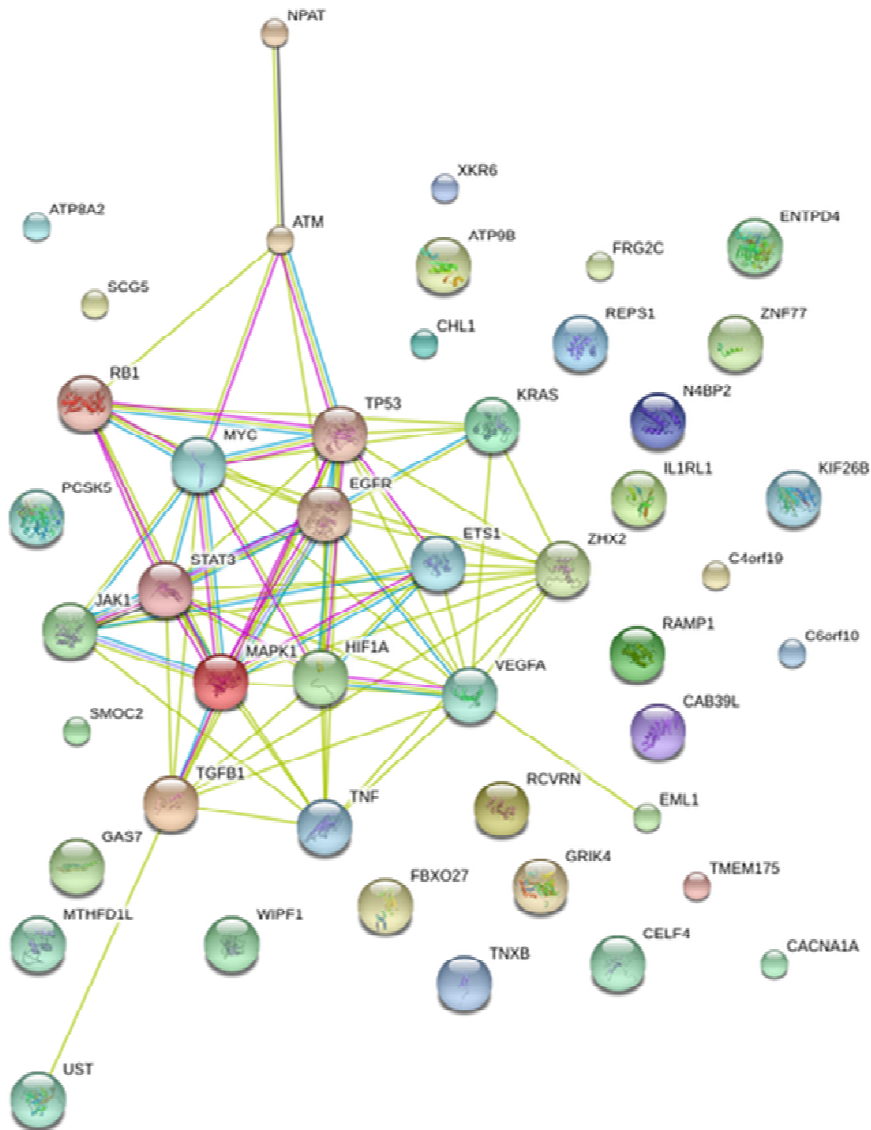 NPAT
XKR6
ATP8A2
ATM
ENTPD4
ATP9B
FRG2C
SCG5
REPS1
ZNF77
CHL1
RB1
TP53
KRAS
N4BP2
MYC
PCSK5
EGFR
IL1RL1
KIF26B
ETS1
ZHX2
STAT3
C4orf19
JAK1
RAMP1
C6orf10
MAPK1
HIF1A
VEGFA
CAB39L
SMOC2
TGFB1
RCVRN
TNF
EML1
GAS7
GRIK4
FBXO27
TMEM175
MTHFD1L
WIPF1
CELF4
CACNA1A
TNXB
UST